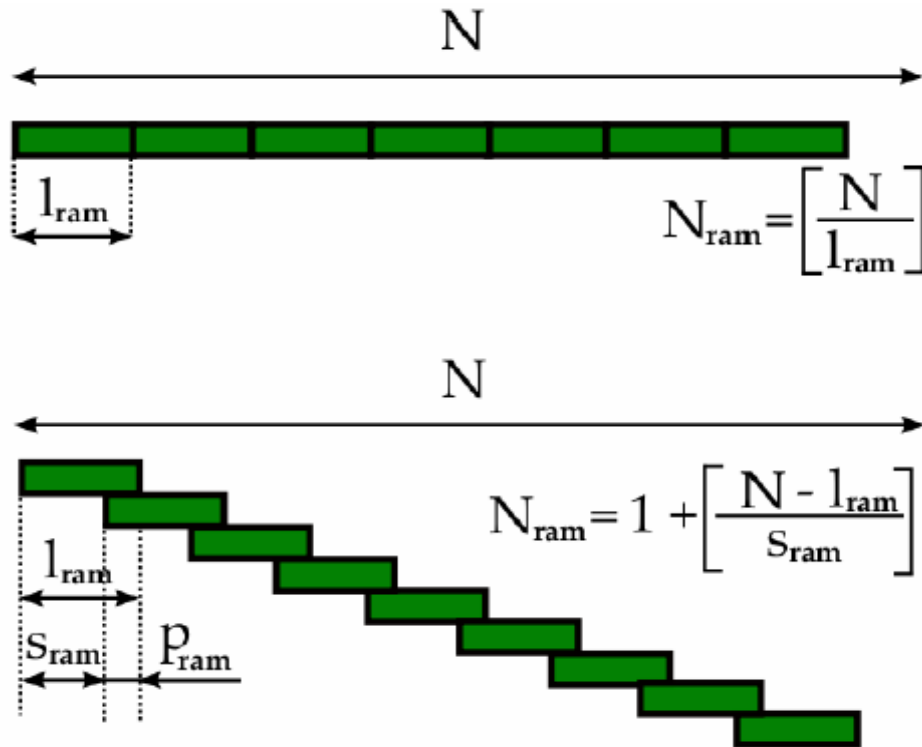 N
l_ram
N_ram = [N / l_ram]
N
N_ram = 1 + [N - l_ram / s_ram]
l_ram
s_ram p_ram